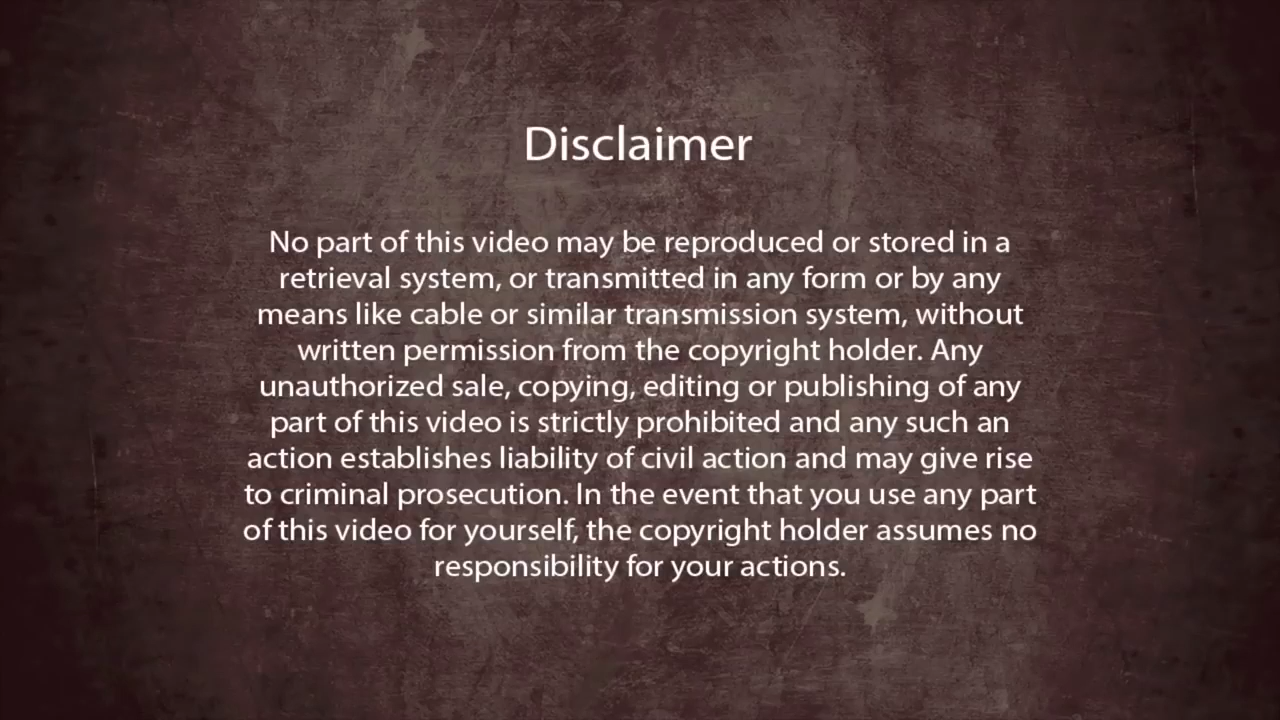 Disclaimer
No part of this video may be reproduced or stored in a
retrieval system, or transmitted in any form or by any
means like cable or similar transmission system, without
written permission from the copyright holder. Any
unauthorized sale, copying, editing or publishing of any
part of this video is strictly prohibited and any such an
action establishes liability of civil action and may give rise
to criminal prosecution. In the event that you use any part
of this video for yourself, the copyright holder assumes no
responsibility for your actions.